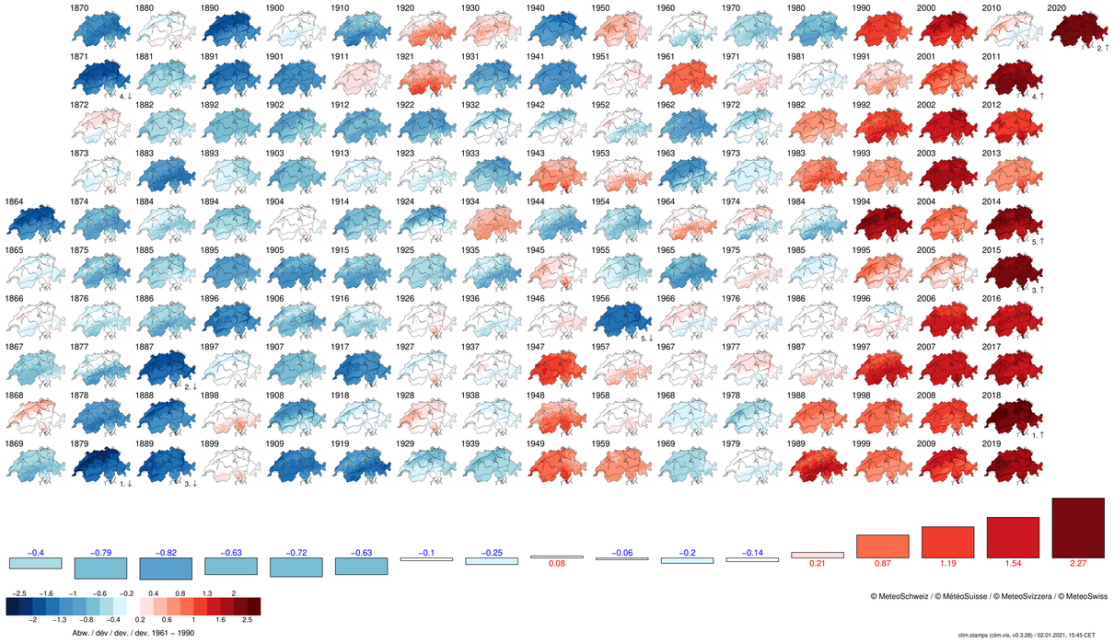 1870 1880 1890 1900 1910 1920 1930 1940 1950 1960 1970 1980 1990 2000 2010 2020
2. ↑
1871 1881 1891 1901 1911 1921 1931 1941 1951 1961 1971 1981 1991 2001 2011
4. ↓ 4. ↑
1872 1882 1892 1902 1912 1922 1932 1942 1952 1962 1972 1982 1992 2002 2012
1873 1883 1893 1903 1913 1923 1933 1943 1953 1963 1973 1983 1993 2003 2013
1864 1874 1884 1894 1904 1914 1924 1934 1944 1954 1964 1974 1984 1994 2004 2014
5. ↑
1865 1875 1885 1895 1905 1915 1925 1935 1945 1955 1965 1975 1985 1995 2005 2015
3. ↑
1866 1876 1886 1896 1906 1916 1926 1936 1946 1956 1966 1976 1986 1996 2006 2016
5. ↓
1867 1877 1887 1897 1907 1917 1927 1937 1947 1957 1967 1977 1987 1997 2007 2017
2. ↓
1868 1878 1888 1898 1908 1918 1928 1938 1948 1958 1968 1978 1988 1998 2008 2018
1. ↑
1869 1879 1889 1899 1909 1919 1929 1939 1949 1959 1969 1979 1989 1999 2009 2019
1. ↓ 3. ↓
−0.4 −0.79 −0.82 −0.63 −0.72 −0.63 −0.1 −0.25 0.08 −0.06 −0.2 −0.14 0.21 0.87 1.19 1.54 2.27
−2.5 −1.6 −1 −0.6 −0.2 0.2 0.6 1 1.6 2.5
−2 −1.3 −0.8 −0.4 0.4 0.8 1.3 2
Abw. / dév / dev. / dev. 1961 − 1990
© MeteoSchweiz / © MétéoSuisse / © MeteoSvizzera / © MeteoSwiss
clim.stamps (clim.vis, v0.3.28) / 02.01.2021, 15:45 CET